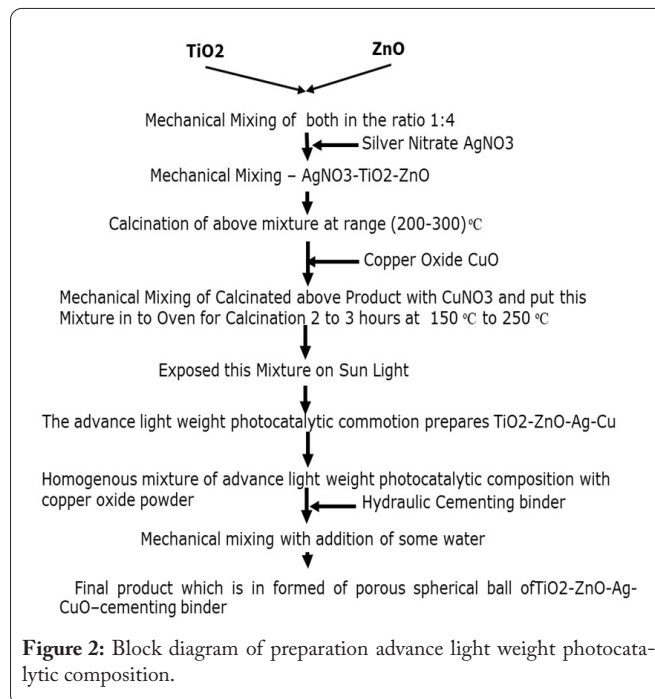 TiO2 ZnO
Mechanical Mixing of both in the ratio 1:4
Silver Nitrate AgNO3
Mechanical Mixing – AgNO3-TiO2-ZnO
Calcination of above mixture at range (200-300)℃
Copper Oxide CuO
Mechanical Mixing of Calcinated above Product with CuNO3 and put this
Mixture in to Oven for Calcination 2 to 3 hours at 150 ℃ to 250 ℃
Exposed this Mixture on Sun Light
The advance light weight photocatalytic commotion prepares TiO2-ZnO-Ag-Cu
Homogenous mixture of advance light weight photocatalytic composition with
copper oxide powder
Hydraulic Cementing binder
Mechanical mixing with addition of some water
Final product which is in formed of porous spherical ball ofTiO2-ZnO-Ag-
CuO–cementing binder
Figure 2: Block diagram of preparation advance light weight photocata-
lytic composition.